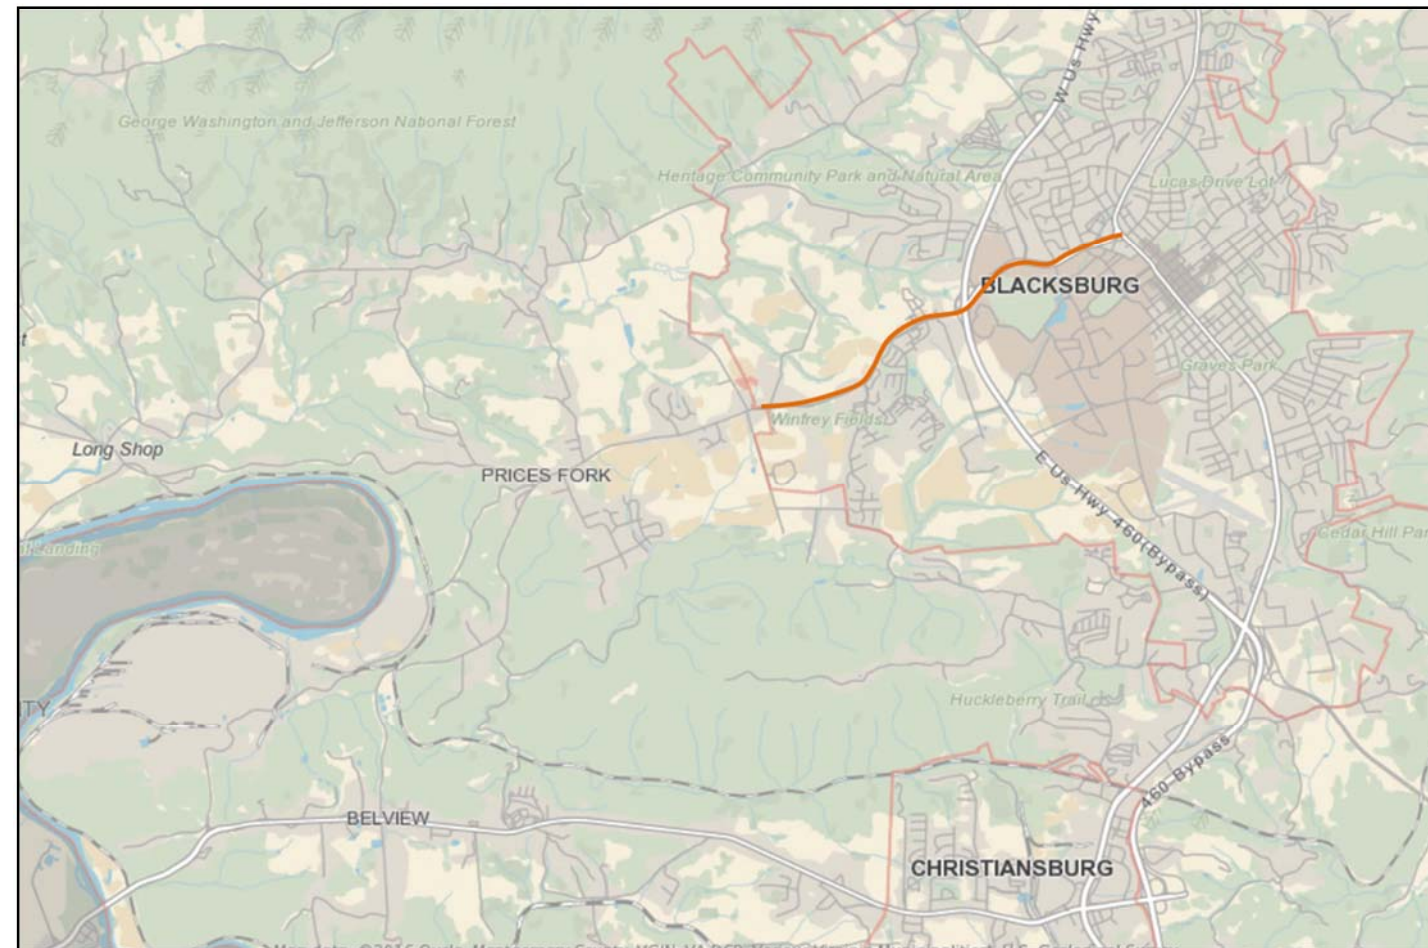 W Us Hwy
George Washington and Jefferson National Forest
Heritage Community Park and Natural Area
Lucas Drive Lot
BLACKSBURG
Graves Park
Winfrey Fields
Long Shop
PRICES FORK
E Us Hwy 460(Bypass)
Landing
Cedar Hill Par
Huckleberry Trail
TY
460 Bypass
BELVIEW
CHRISTIANSBURG